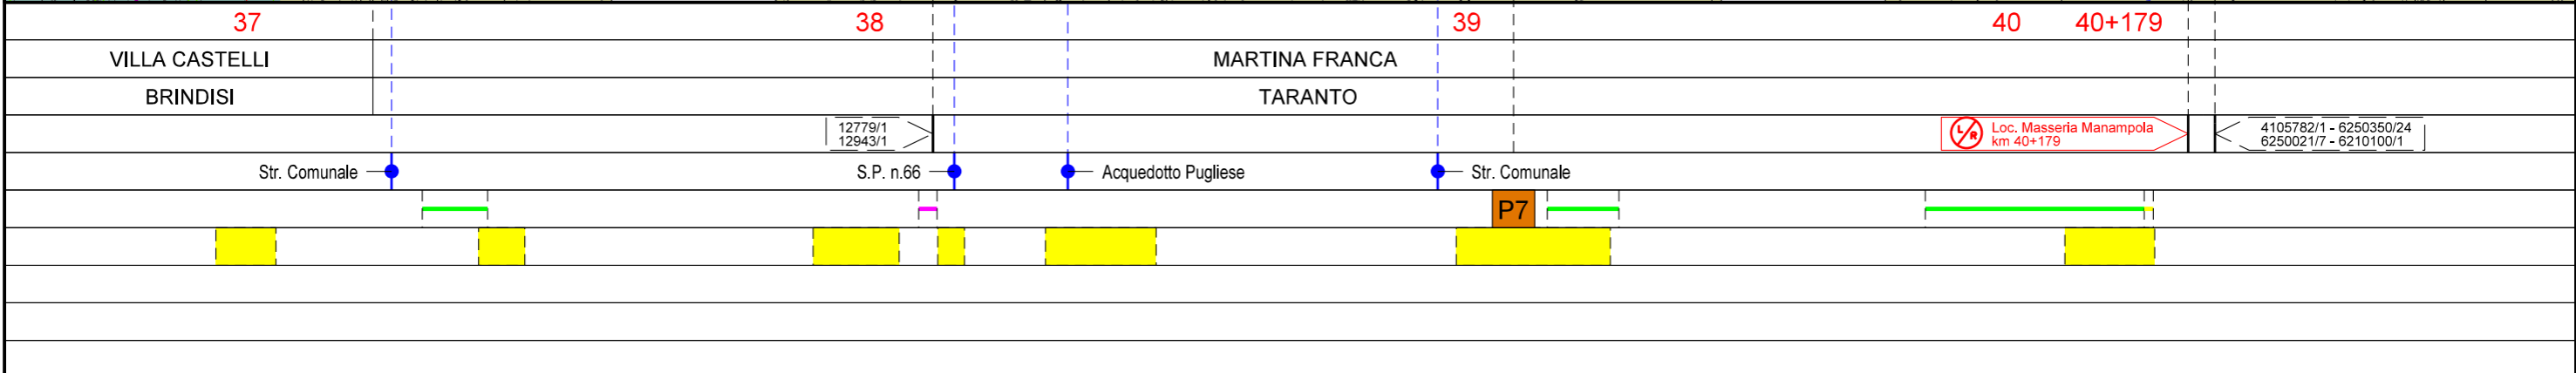 37 38 39 40 40+179
VILLA CASTELLI MARTINA FRANCA
BRINDISI TARANTO
12779/1
12943/1
L/R
Loc. Masseria Manampola
km 40+179
4105782/1 - 6250350/24
6250021/7 - 6210100/1
Str. Comunale S.P. n.66 Acquedotto Pugliese Str. Comunale
P7